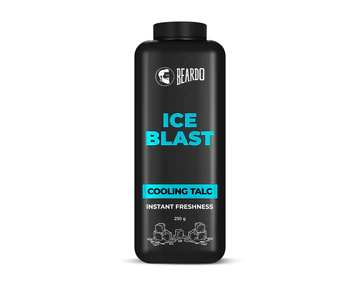 BEARDO
ICE
BLAST
COOLING TALC
INSTANT FRESHNESS
250 g